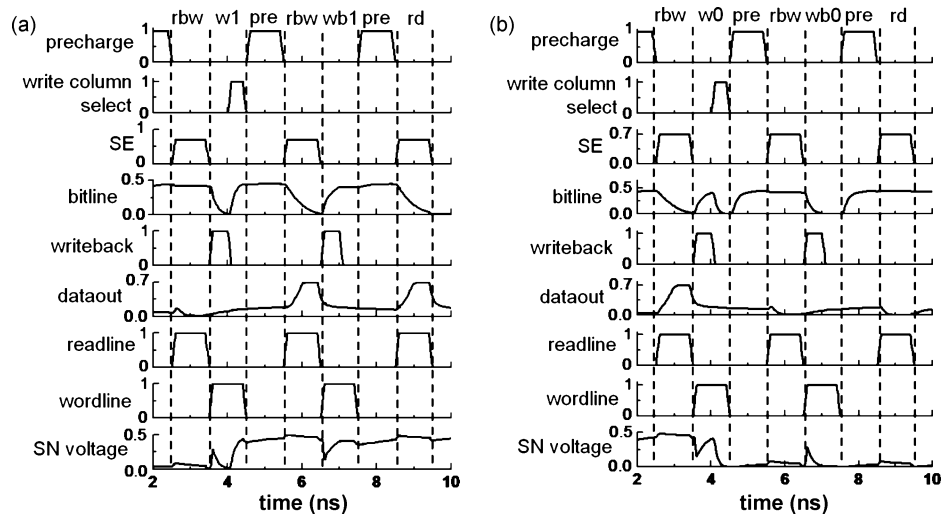 (a) rbw w1 pre rbw wb1 pre rd
precharge 1 0
write column select 1 0
SE 1 0
bitline 0.5 0.0
writeback 1 0
dataout 0.7 0.0
readline 1 0
wordline 1 0
SN voltage 0.5 0.0
2 4 6 8 10
time (ns)
(b) rbw w0 pre rbw wb0 pre rd
precharge 1 0
write column select 1 0
SE 0.7 0.0
bitline 0.5 0.0
writeback 1 0
dataout 0.7 0.0
readline 1 0
wordline 1 0
SN voltage 0.5 0.0
2 4 6 8 10
time (ns)